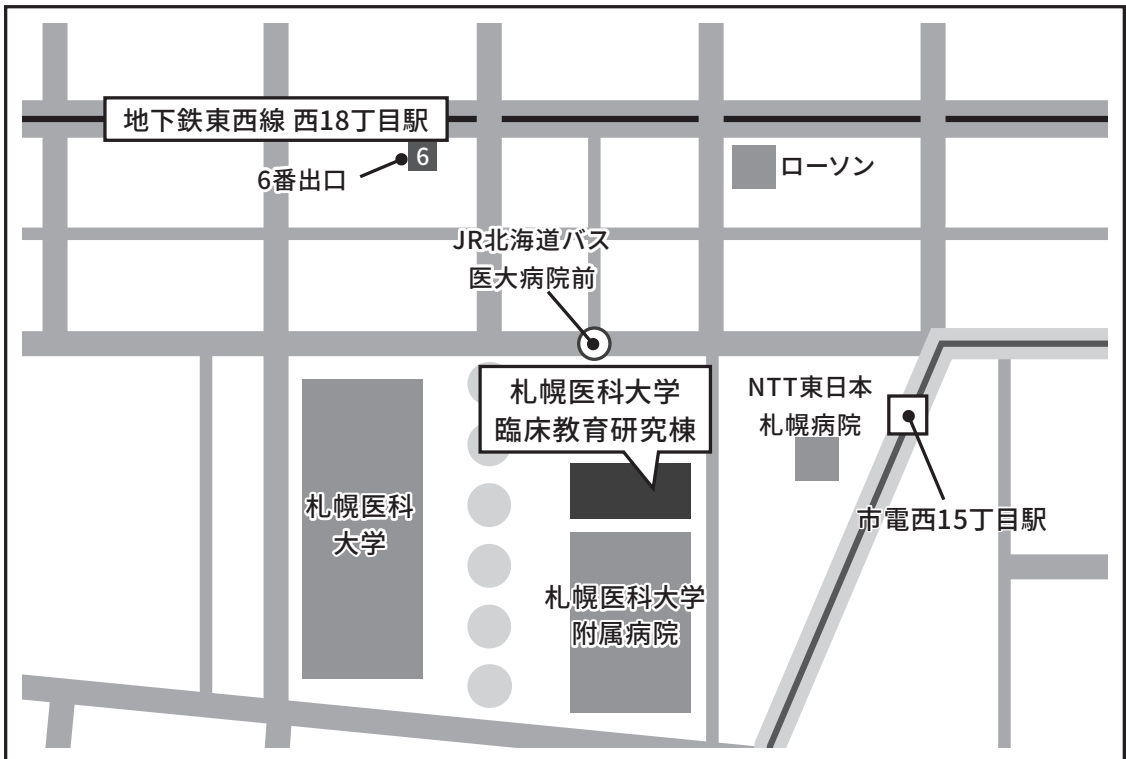 地下鉄東西線 西18丁目駅
6
6番出口
ローソン
JR北海道バス
医大病院前
札幌医科大学
臨床教育研究棟
NTT東日本
札幌病院
札幌医科
大学
市電西15丁目駅
札幌医科大学
附属病院